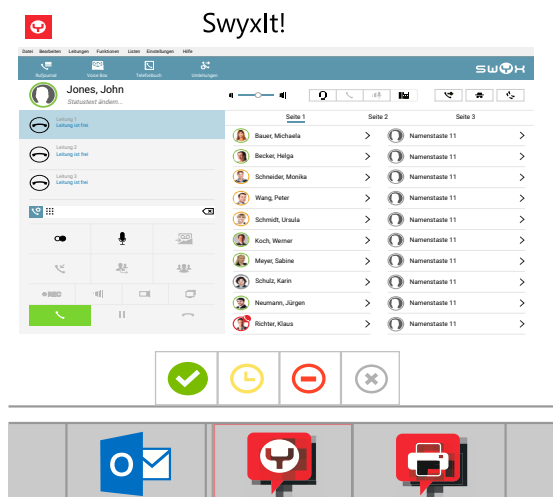 SwyxIt!
Datei Bearbeiten Leitungen Funktionen Listen Einstellungen Hilfe
Rufjournal Voice Box Telefonbuch Umleitungen
swyx
Jones, John
Statustext ändern...
Seite 1 Seite 2 Seite 3
Leitung 1
Leitung ist frei
Leitung 2
Leitung ist frei
Leitung 3
Leitung ist frei
REC
Bauer, Michaela Namenstaste 11
Becker, Helga Namenstaste 11
Schneider, Monika Namenstaste 11
Wang, Peter Namenstaste 11
Schmidt, Ursula Namenstaste 11
Koch, Werner Namenstaste 11
Meyer, Sabine Namenstaste 11
Schulz, Karin Namenstaste 11
Neumann, Jürgen Namenstaste 11
Richter, Klaus Namenstaste 11